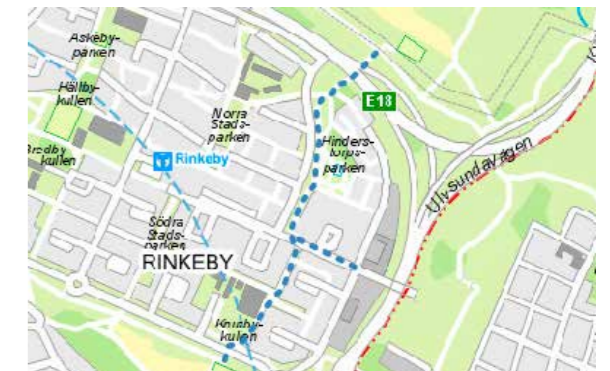 Askeby-
parken
Hällby-
kullen
Norra
Stads-
parken
E18
Hinders-
torps-
parken
Bredby
kullen
Rinkeby
Ulvsundavägen
Södra
Stads-
parken
RINKEBY
Knutby-
kullen